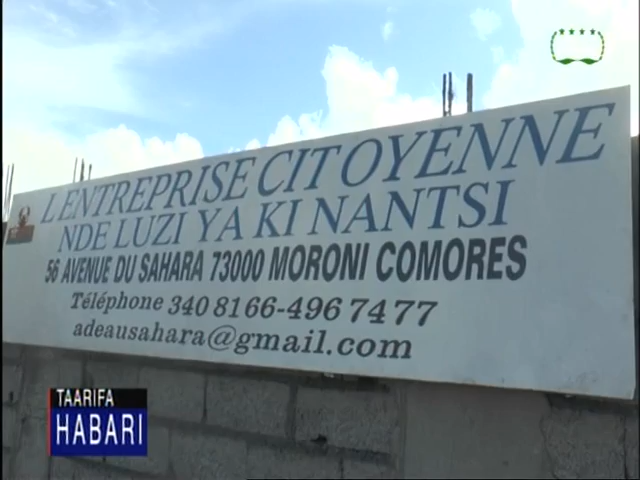 L'ENTREPRISE CITOYENNE
NDE LUZI YA KI NANTSI
56 AVENUE DU SAHARA 73000 MORONI COMORES
Téléphone 340 81 66-496 74 77
adeausahara@gmail.com
TAARIFA
HABARI